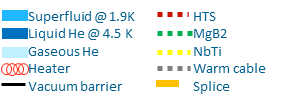 Superfluid @ 1.9K
Liquid He @ 4.5 K
Gaseous He
Heater
Vacuum barrier
HTS
MgB2
NbTi
Warm cable
Splice